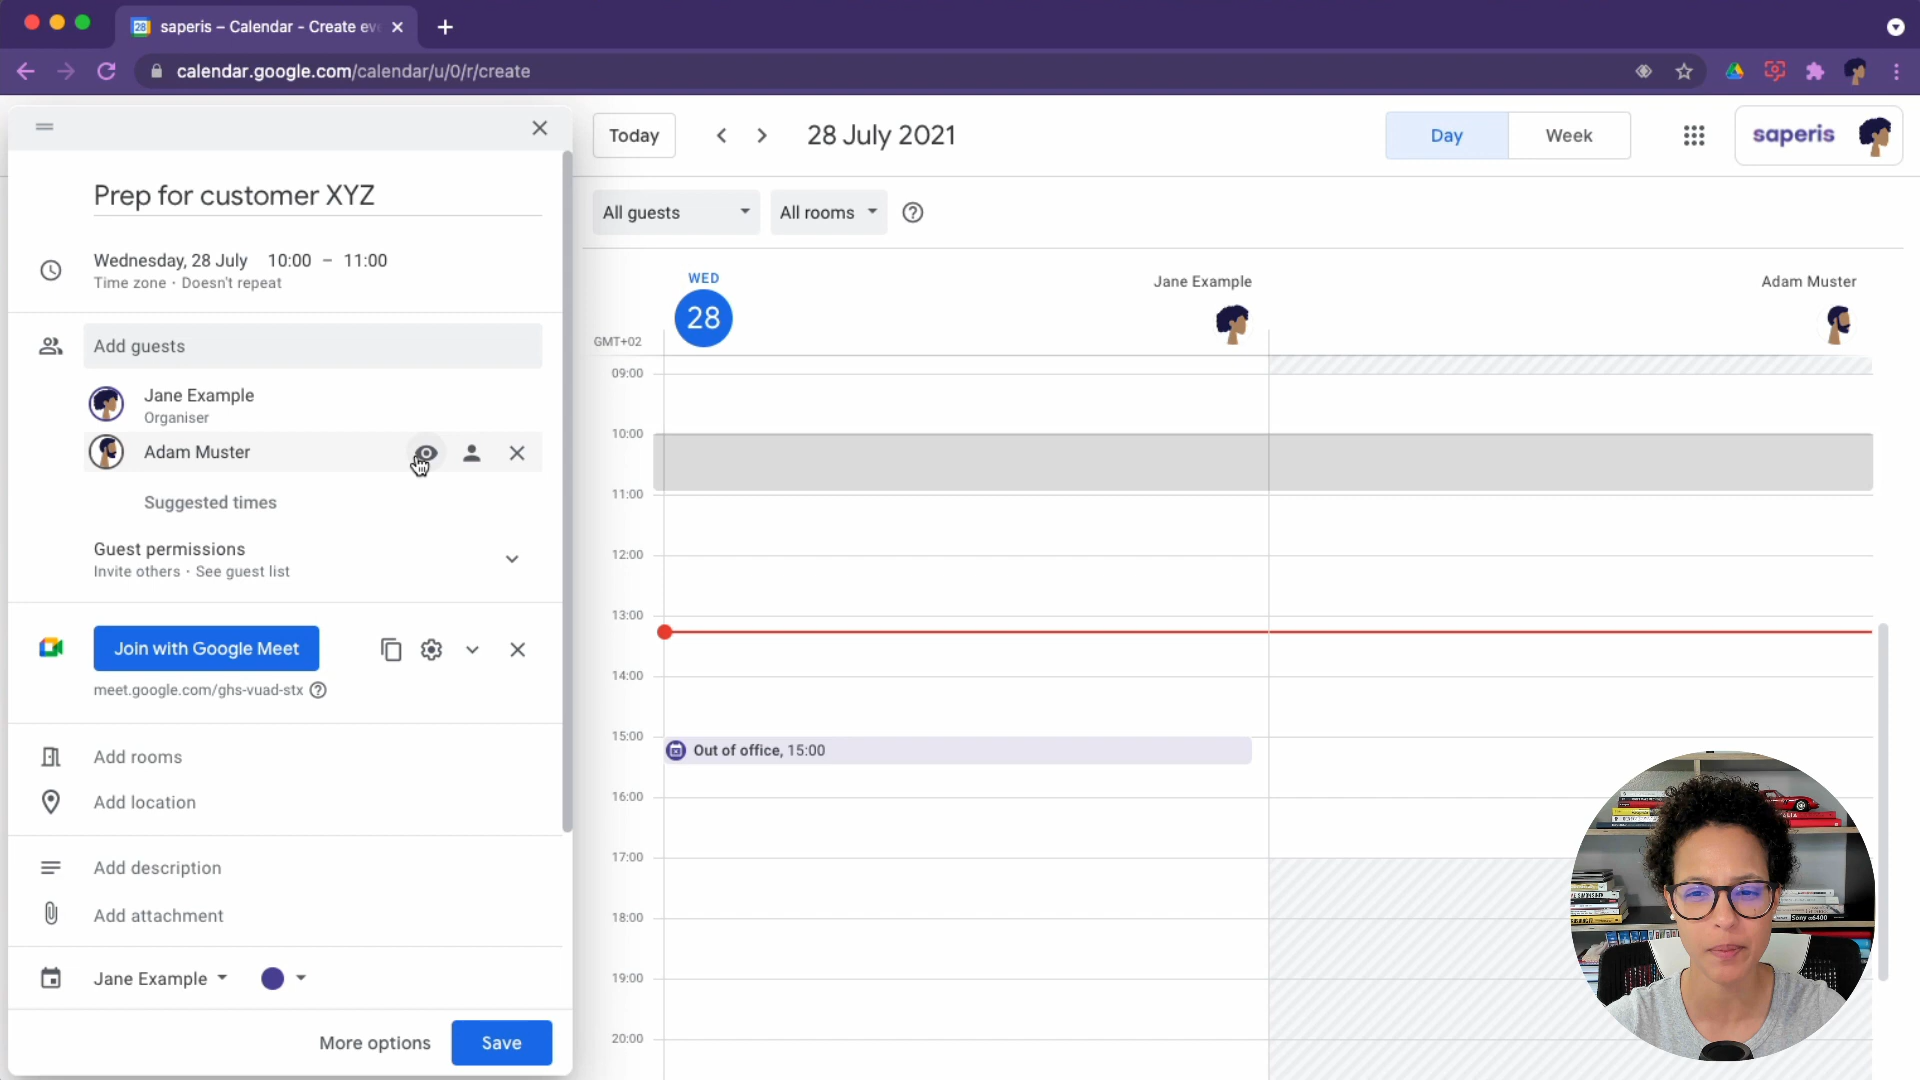 saperis – Calendar - Create eve
calendar.google.com/calendar/u/0/r/create
Today
28 July 2021
Day
Week
saperis
Prep for customer XYZ
All guests
All rooms
Wednesday, 28 July 10:00 – 11:00
Time zone • Doesn't repeat
WED
28
GMT+02
Jane Example
Adam Muster
Add guests
Jane Example
Organiser
Adam Muster
Suggested times
Guest permissions
Invite others • See guest list
Join with Google Meet
meet.google.com/ghs-vuad-stx
Add rooms
Add location
Add description
Add attachment
Jane Example
More options
Save
09:00
10:00
11:00
12:00
13:00
14:00
15:00
Out of office, 15:00
16:00
17:00
18:00
19:00
20:00
Sony α6400